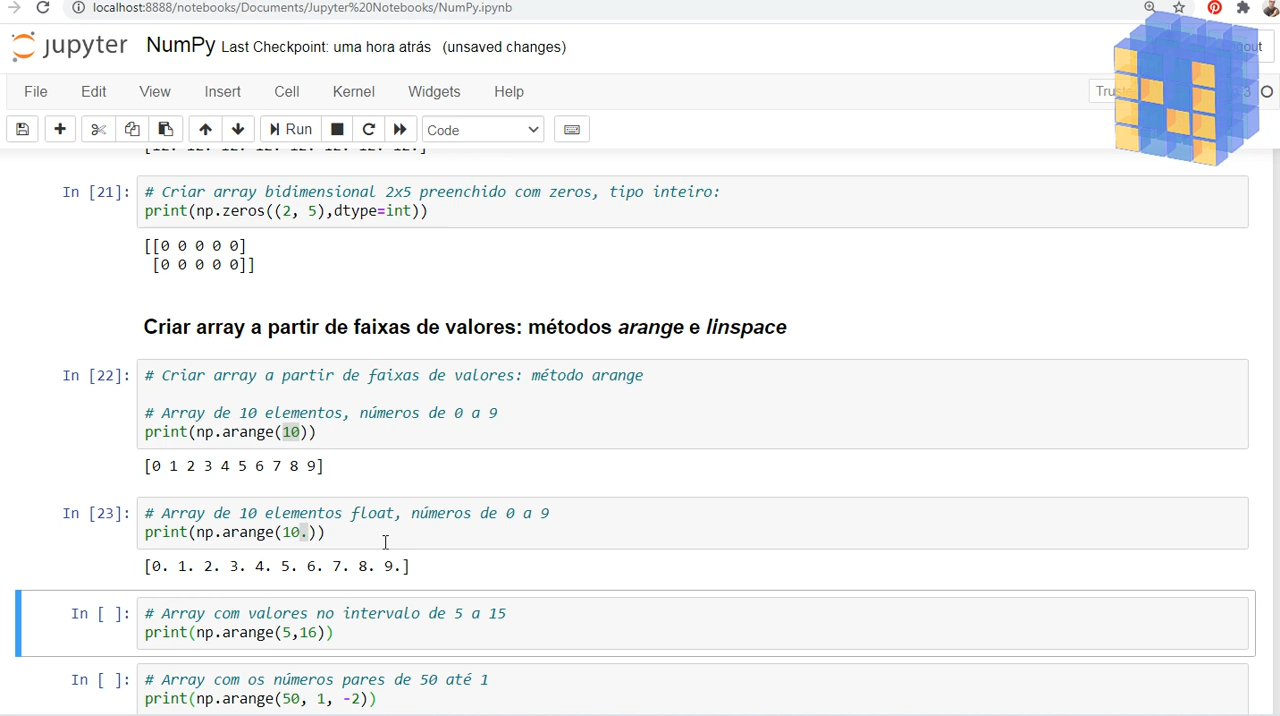 localhost:8888/notebooks/Documents/Jupyter%20Notebooks/NumPy.ipynb
jupyter NumPy Last Checkpoint: uma hora atrás (unsaved changes)
File Edit View Insert Cell Kernel Widgets Help
Run Code
[12. 12. 12. 12. 12. 12. 12. 12.]
In [21]: # Criar array bidimensional 2x5 preenchido com zeros, tipo inteiro:
print(np.zeros((2, 5),dtype=int))
[[0 0 0 0 0]
[0 0 0 0 0]]
Criar array a partir de faixas de valores: métodos arange e linspace
In [22]: # Criar array a partir de faixas de valores: método arange
# Array de 10 elementos, números de 0 a 9
print(np.arange(10))
[0 1 2 3 4 5 6 7 8 9]
In [23]: # Array de 10 elementos float, números de 0 a 9
print(np.arange(10.))
[0. 1. 2. 3. 4. 5. 6. 7. 8. 9.]
In [ ]: # Array com valores no intervalo de 5 a 15
print(np.arange(5,16))
In [ ]: # Array com os números pares de 50 até 1
print(np.arange(50, 1, -2))